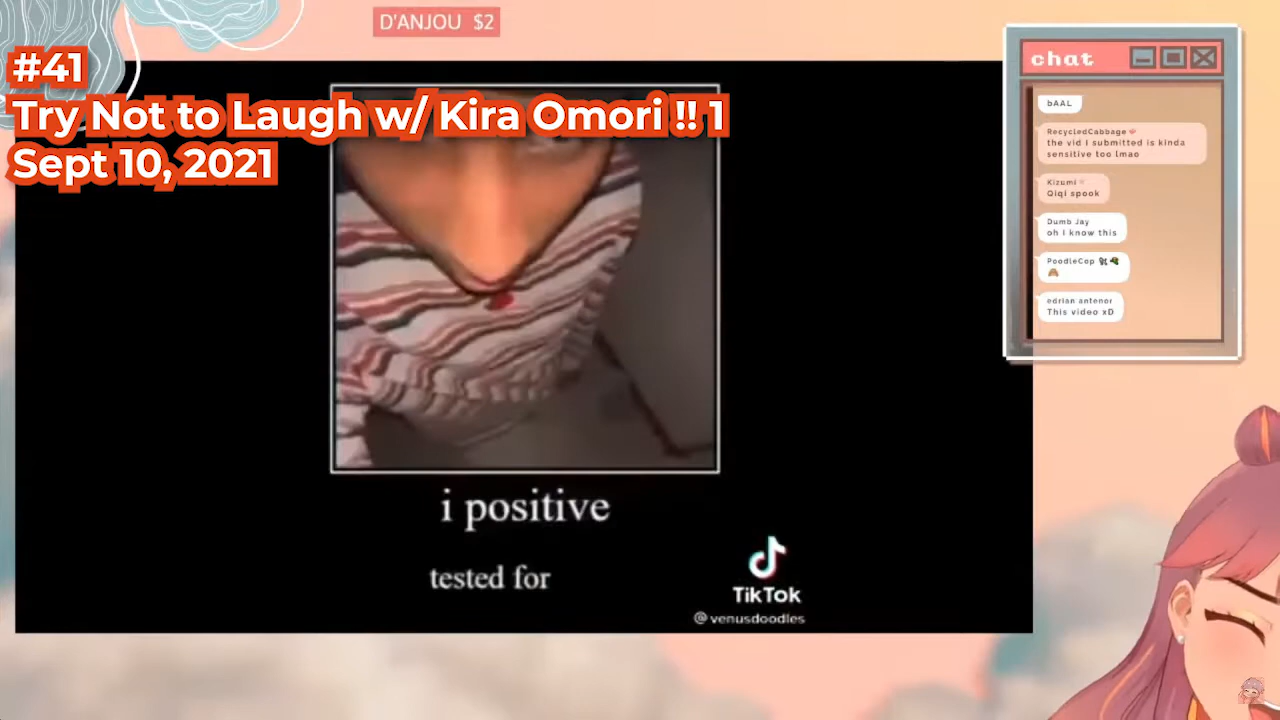 D'ANJOU $2
#41
Try Not to Laugh w/ Kira Omori !! 1
Sept 10, 2021
chat
bAAL
RecycledCabbage
the vid i submitted is kinda
sensitive too lmao
Kizumi
Qiqi spook
Dumb Jay
oh i know this
PoodleCop
edrian antenor
This video xD
i positive
tested for
TikTok
@venusdoodles